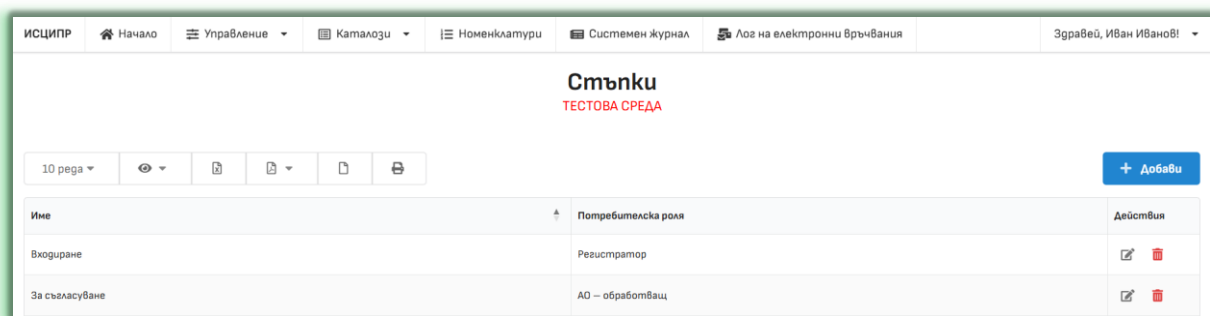 ИСЦИПР Начало Управление Каталози Номенклатури Системен журнал Лог на електронни връчвания Здравей, Иван Иванов!
Стъпки
ТЕСТОВА СРЕДА
10 реда + Добави
Име Потребителска роля Действия
Входиране Регистратор
За съгласуване АО – обработващ